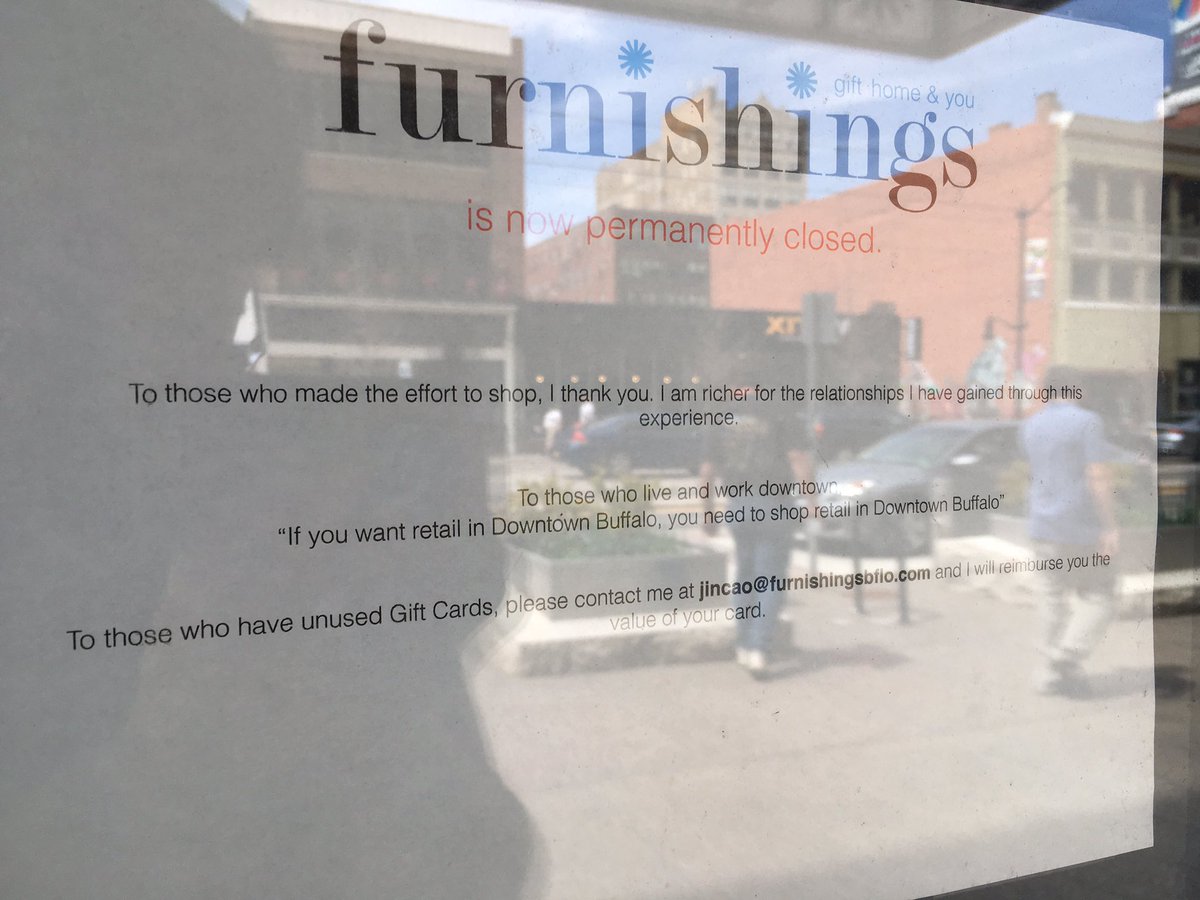 furnishings
gift home & you
is now permanently closed.
To those who made the effort to shop, I thank you. I am richer for the relationships I have gained through this
experience.
To those who live and work downtown,
“If you want retail in Downtown Buffalo, you need to shop retail in Downtown Buffalo”
To those who have unused Gift Cards, please contact me at jincao@furnishingsbflo.com and I will reimburse you the
value of your card.